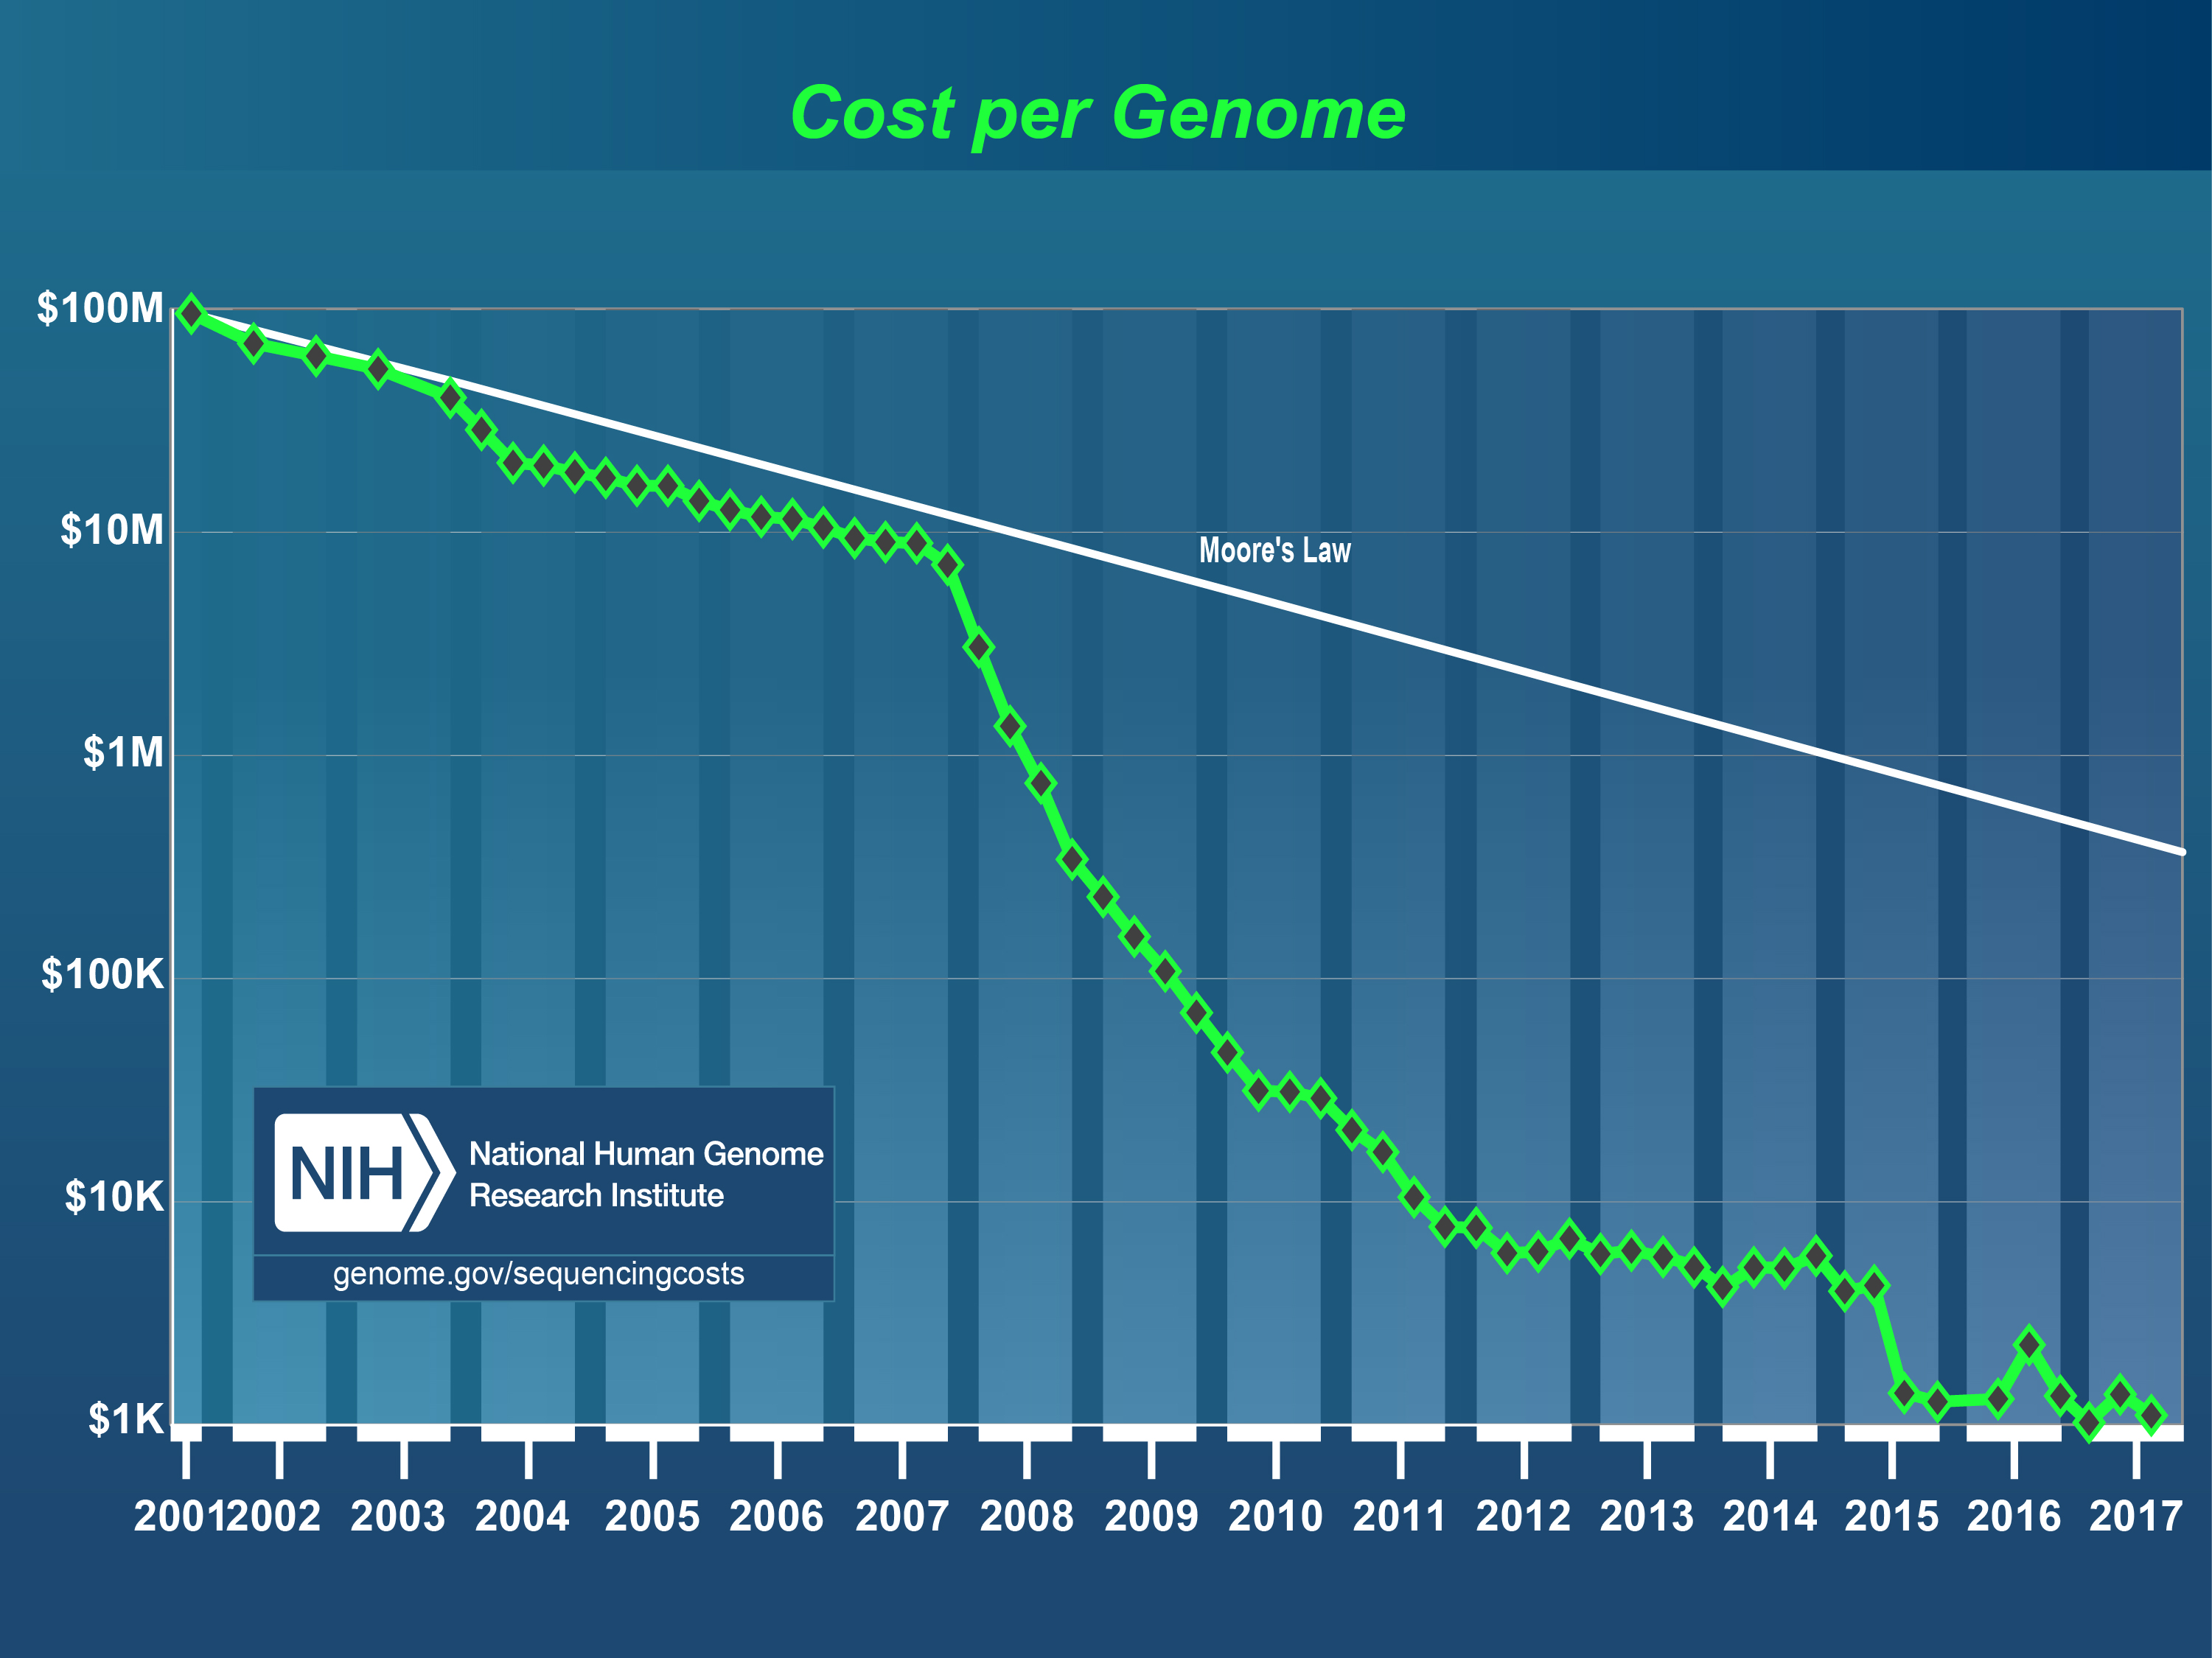 Cost per Genome
$100M
$10M
Moore's Law
$1M
$100K
$10K
NIH
National Human Genome
Research Institute
genome.gov/sequencingcosts
$1K
2001 2002 2003 2004 2005 2006 2007 2008 2009 2010 2011 2012 2013 2014 2015 2016 2017